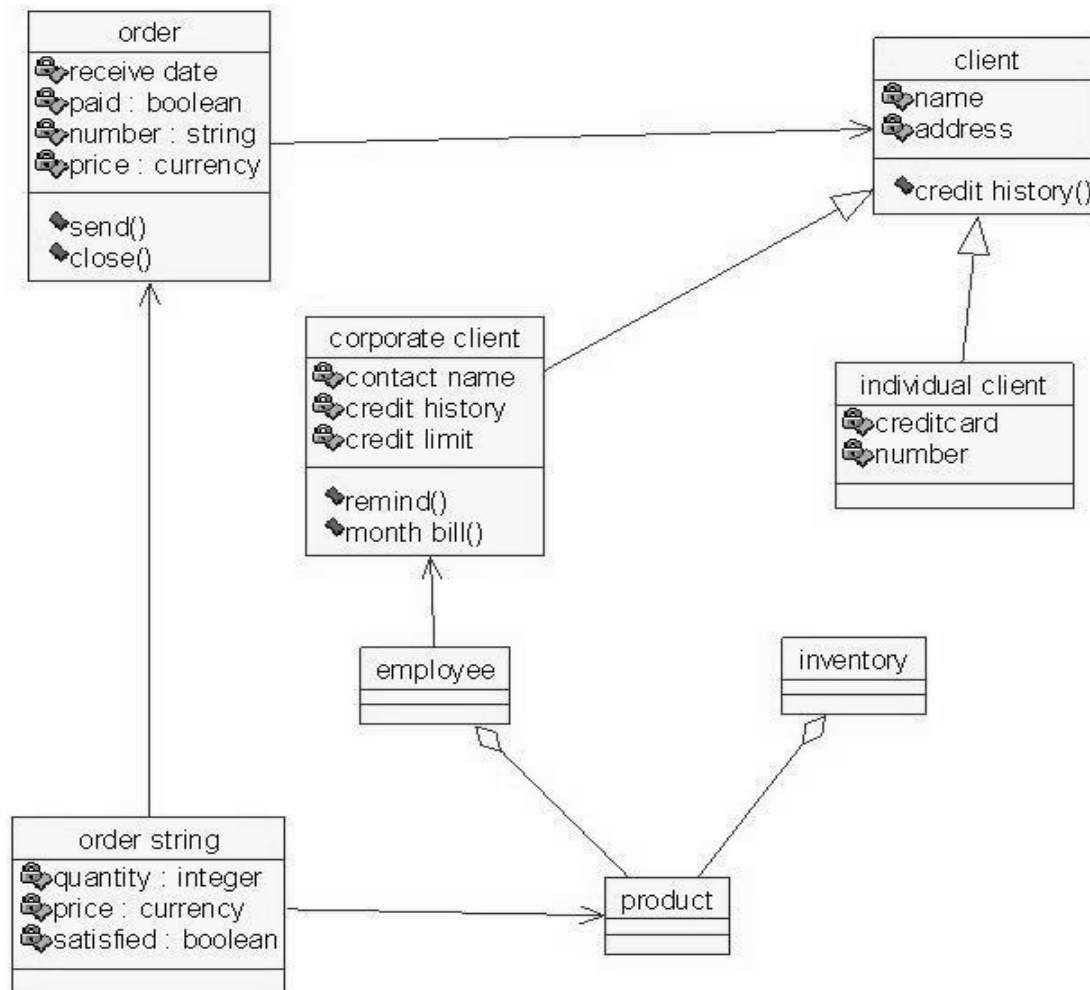 order
receive date
paid : boolean
number : string
price : currency
send()
close()
client
name
address
credit history()
corporate client
contact name
credit history
credit limit
remind()
month bill()
individual client
creditcard
number
employee
inventory
order string
quantity : integer
price : currency
satisfied : boolean
product